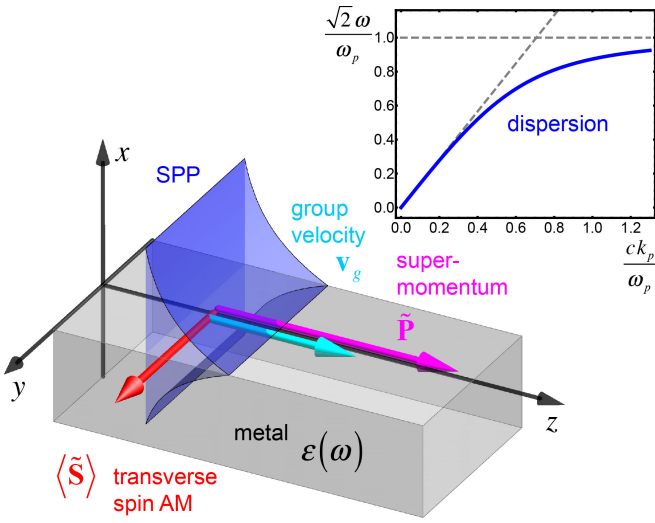 √2 ω
ω_p
1.0
0.8
0.6
0.4
0.2
0.0
dispersion
0.0 0.2 0.4 0.6 0.8 1.0 1.2
ck_p
ω_p
x
SPP
group
velocity
v_g
super-
momentum
P̃
y
z
metal
ε(ω)
⟨S̃⟩
transverse
spin AM